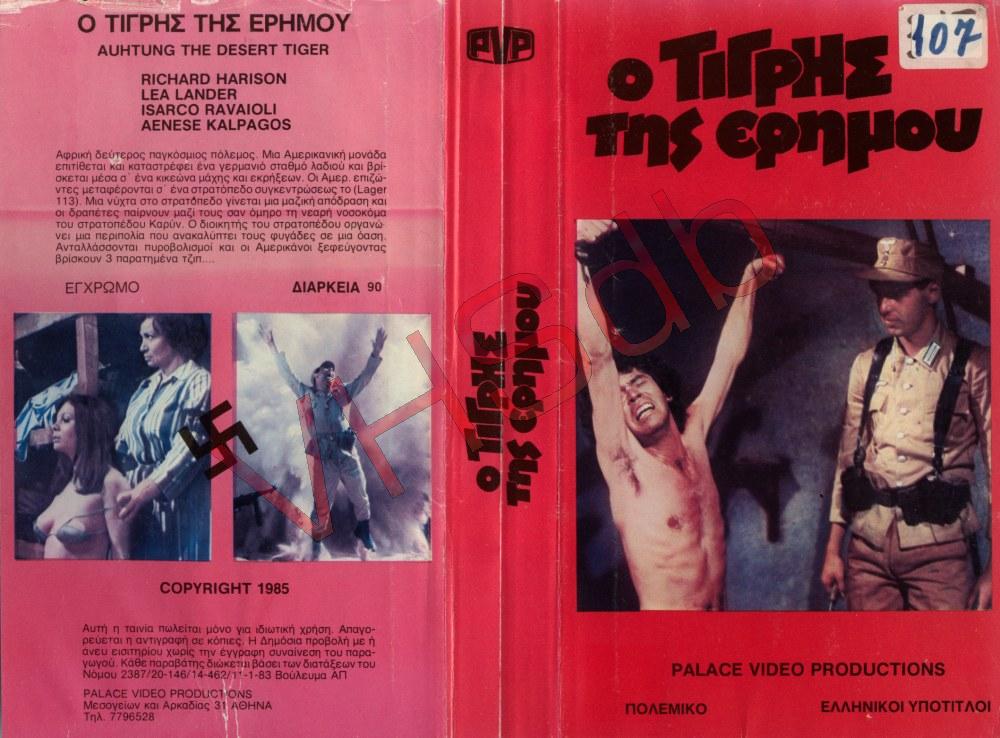 Ο ΤΙΓΡΗΣ ΤΗΣ ΕΡΗΜΟΥ
AUHTUNG THE DESERT TIGER
RICHARD HARISON
LEA LANDER
ISARCO RAVAIOLI
AENESE KALPAGOS
Αφρική δεύτερος παγκόσμιος πόλεμος. Μια Αμερικανική μονάδα
επιτίθεται και καταστρέφει ένα γερμανιό σταθμό λαδιού και βρί-
σκεται μέσα σ' ένα κικεώνα μάχης και εκρήξεων. Οι Αμερ. επιζώ-
ντες μεταφέρονται σ' ένα στρατόπεδο συγκεντρώσεως το (Lager
113). Μια νύχτα στο στρατόπεδο γίνεται μια μαζική απόδραση και
οι δραπέτες παίρνουν μαζί τους σαν όμηρο τη νεαρή νοσοκόμα
του στρατοπέδου Καρύν. Ο διοικητής του στρατοπέδου οργανώ-
νει μια περιπολία που ανακαλύπτει τους φυγάδες σε μια όαση.
Ανταλλάσσονται πυροβολισμοί και οι Αμερικάνοι ξεφεύγοντας
βρίσκουν 3 παρατημένα τζιπ....
ΕΓΧΡΩΜΟ
ΔΙΑΡΚΕΙΑ 90
COPYRIGHT 1985
Αυτή η ταινία πωλείται μόνο για ιδιωτική χρήση. Απαγο-
ρεύεται η αντιγραφή σε κόπιες. Η Δημόσια προβολή με ή
άνευ εισιτηρίου χωρίς την έγγραφη συναίνεση του παρα-
γωγού. Κάθε παραβάτης διώκεται βάσει των διατάξεων του
Νόμου 2387/20-146/14-462/11-1-83 Βούλευμα ΑΠ
PALACE VIDEO PRODUCTIONS
Μεσογείων και Αρκαδίας 31 ΑΘΗΝΑ
Τηλ. 7796528
PVP
Ο ΤΙΓΡΗΣ
της ερημου
107
Ο ΤΙΓΡΗΣ
της ερημου
PALACE VIDEO PRODUCTIONS
ΠΟΛΕΜΙΚΟ
ΕΛΛΗΝΙΚΟΙ ΥΠΟΤΙΤΛΟΙ
VHSdb